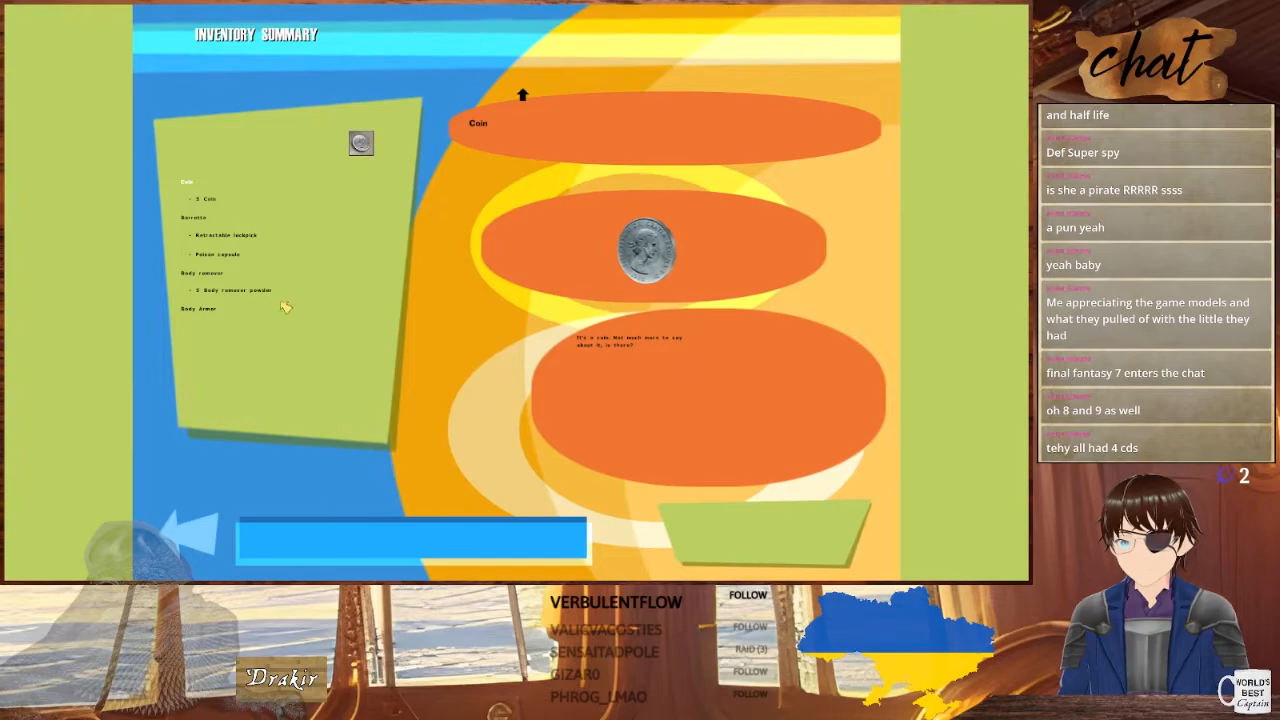 INVENTORY SUMMARY
Coin
- 3 Coin
Barrette
- Retractable lockpick
- Poison capsule
Body remover
- 3 Body remover powder
Body Armor
Coin
It's a coin. Not much more to say
about it, is there?
chat
and half life
Def Super spy
is she a pirate RRRRR ssss
a pun yeah
yeah baby
Me appreciating the game models and
what they pulled of with the little they
had
final fantasy 7 enters the chat
oh 8 and 9 as well
tehy all had 4 cds
2
VERBULENTFLOW FOLLOW
VALICVACOSTIES FOLLOW
SENSAITADPOLE RAID (3)
GIZAR0 FOLLOW
PHROG_LMAO FOLLOW
Drakir
WORLD'S
BEST
Captain